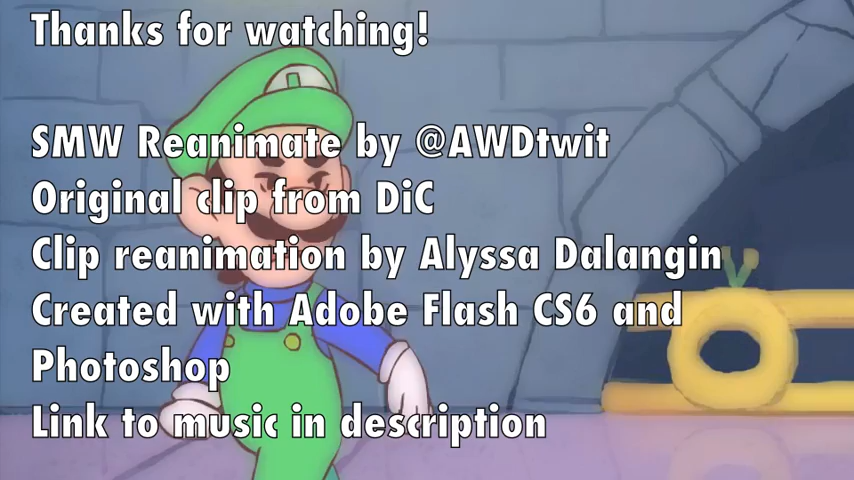 Thanks for watching!
SMW Reanimate by @AWDtwit
Original clip from DiC
Clip reanimation by Alyssa Dalangin
Created with Adobe Flash CS6 and
Photoshop
Link to music in description